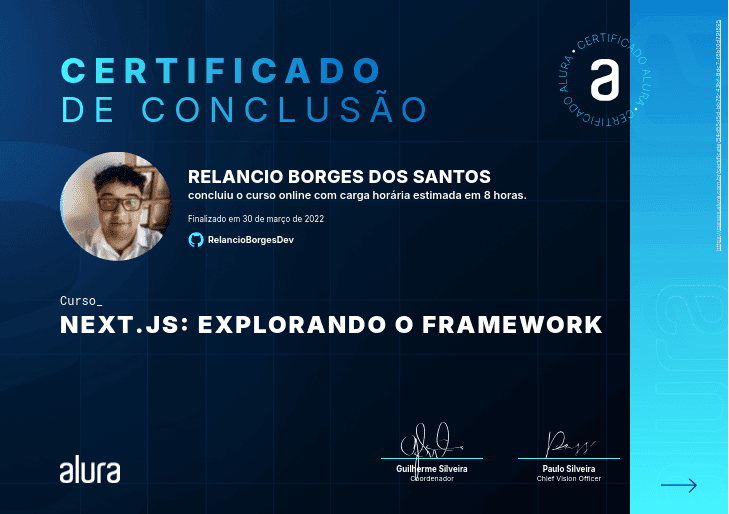 CERTIFICADO
DE CONCLUSÃO
CERTIFICADO ALURA • CERTIFICADO ALURA •
a
RELANCIO BORGES DOS SANTOS
concluiu o curso online com carga horária estimada em 8 horas.
Finalizado em 30 de março de 2022
RelancioBorgesDev
Curso_
NEXT.JS: EXPLORANDO O FRAMEWORK
alura
Guilherme Silveira
Coordenador
Paulo Silveira
Chief Vision Officer
alura